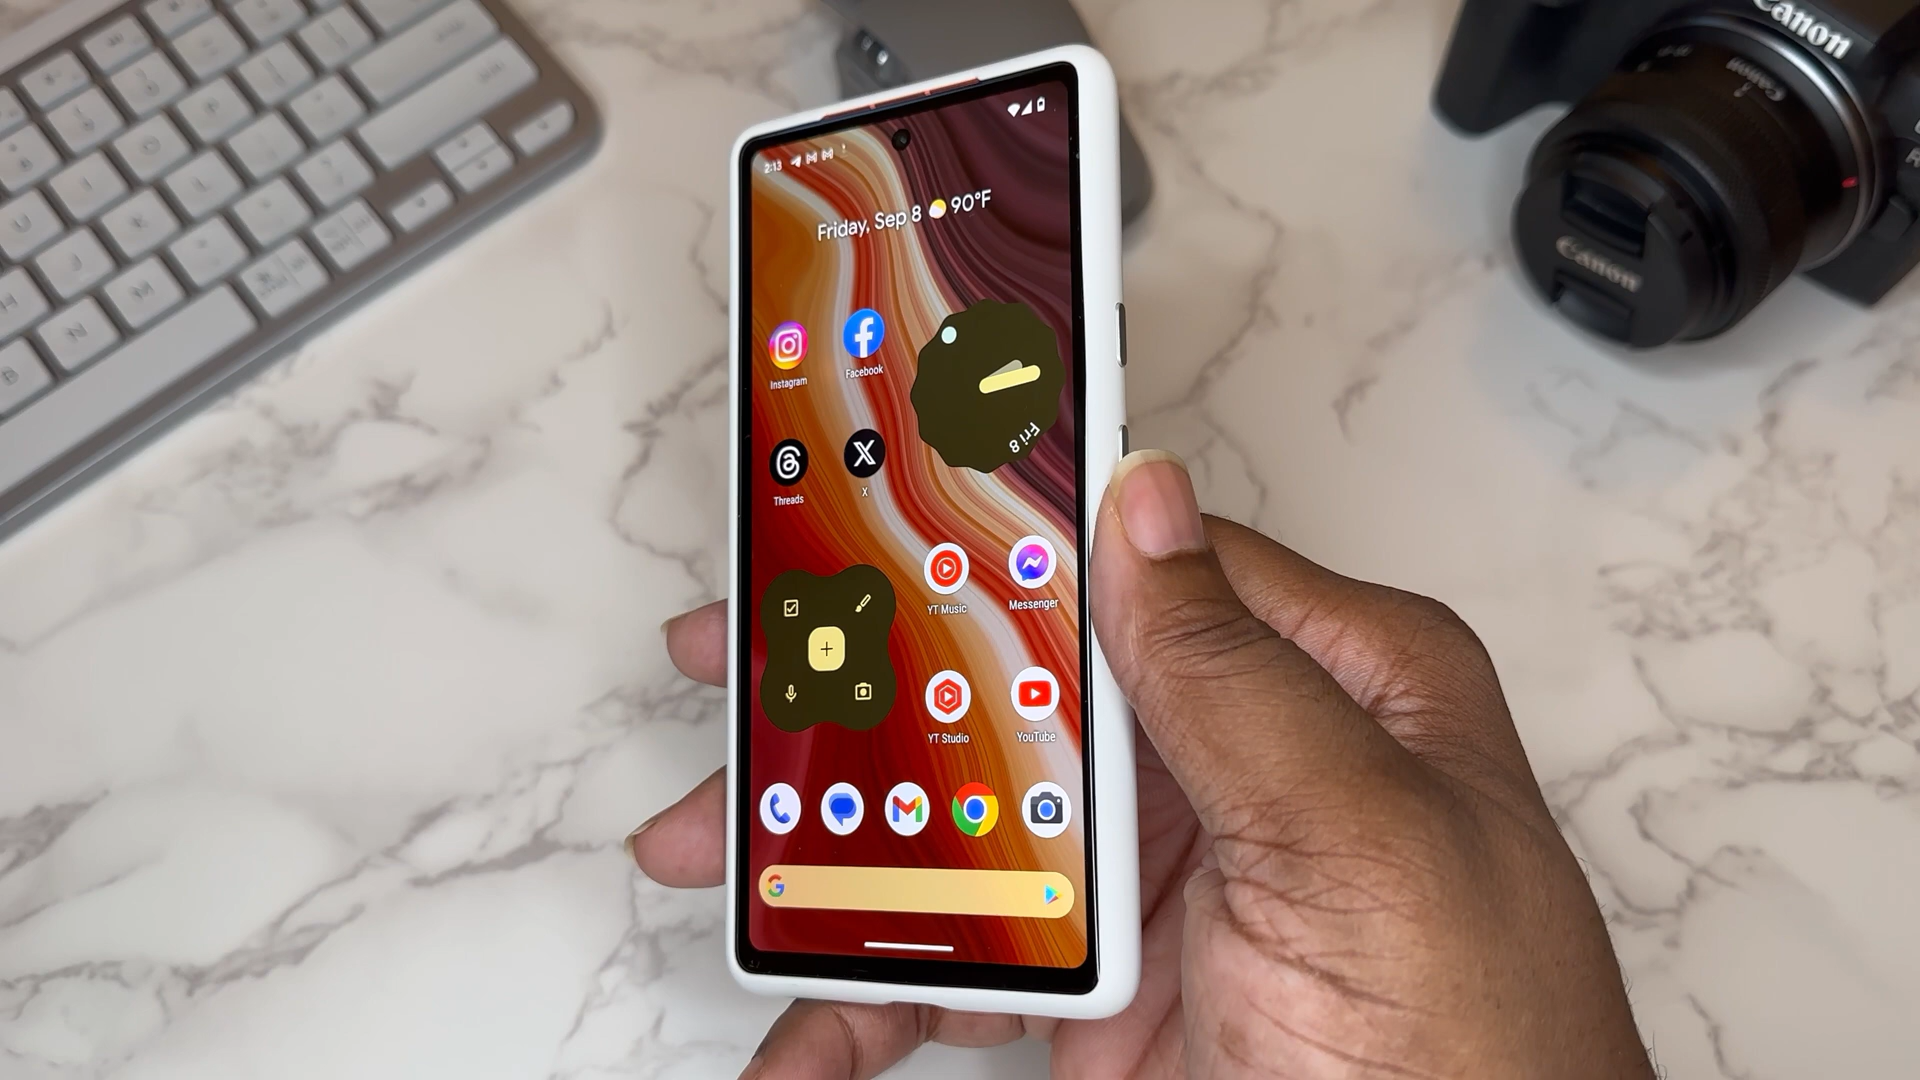 Canon
Canon
Canon
2:13
Friday, Sep 8 90°F
Instagram
Facebook
Fri 8
Threads
X
YT Music
Messenger
YT Studio
YouTube
U
J
M
H
N
B